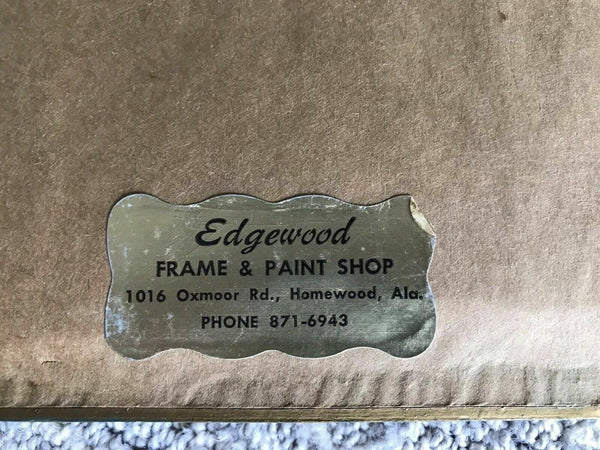 Edgewood
FRAME & PAINT SHOP
1016 Oxmoor Rd., Homewood, Ala.
PHONE 871-6943